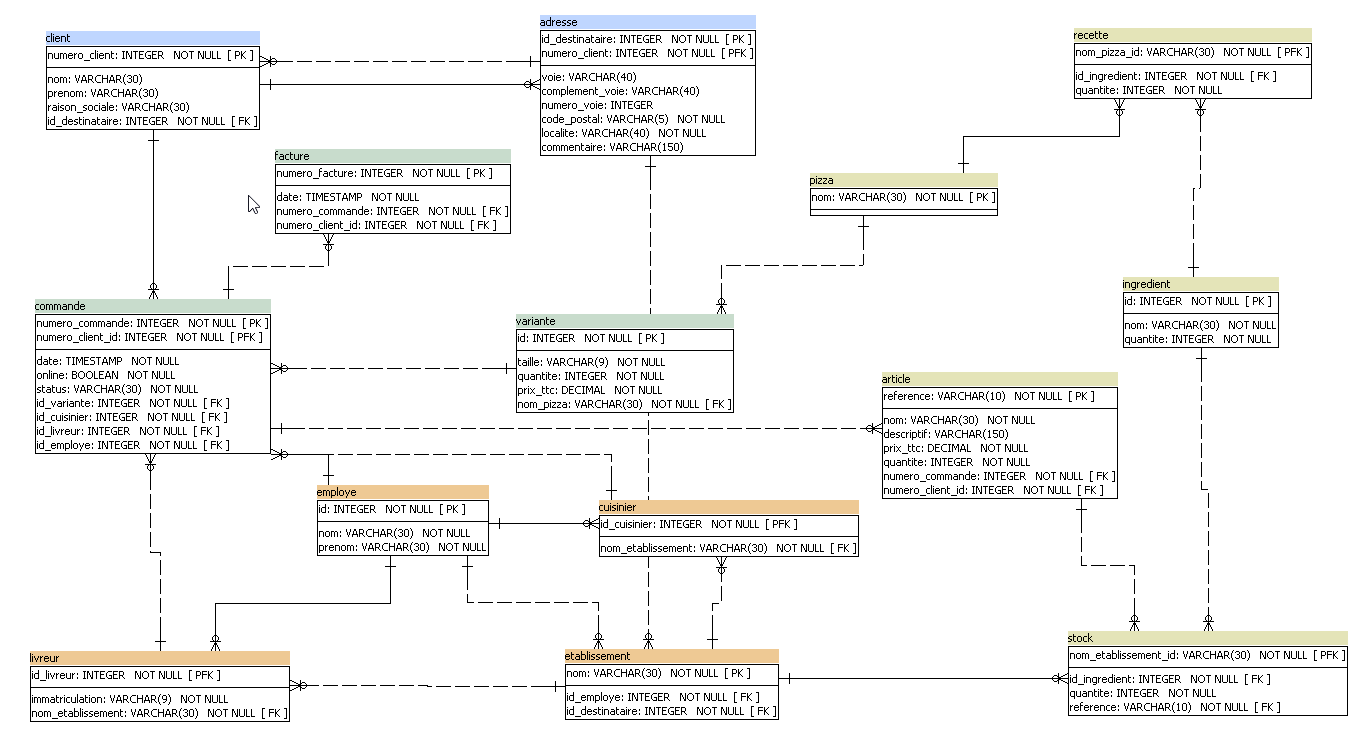 client
numero_client: INTEGER NOT NULL [ PK ]
nom: VARCHAR(30)
prenom: VARCHAR(30)
raison_sociale: VARCHAR(30)
id_destinataire: INTEGER NOT NULL [ FK ]
adresse
id_destinataire: INTEGER NOT NULL [ PK ]
numero_client: INTEGER NOT NULL [ PFK ]
voie: VARCHAR(40)
complement_voie: VARCHAR(40)
numero_voie: INTEGER
code_postal: VARCHAR(5) NOT NULL
localite: VARCHAR(40) NOT NULL
commentaire: VARCHAR(150)
recette
nom_pizza_id: VARCHAR(30) NOT NULL [ PFK ]
id_ingredient: INTEGER NOT NULL [ FK ]
quantite: INTEGER NOT NULL
facture
numero_facture: INTEGER NOT NULL [ PK ]
date: TIMESTAMP NOT NULL
numero_commande: INTEGER NOT NULL [ FK ]
numero_client_id: INTEGER NOT NULL [ FK ]
pizza
nom: VARCHAR(30) NOT NULL [ PK ]
ingredient
id: INTEGER NOT NULL [ PK ]
nom: VARCHAR(30) NOT NULL
quantite: INTEGER NOT NULL
commande
numero_commande: INTEGER NOT NULL [ PK ]
numero_client_id: INTEGER NOT NULL [ PFK ]
date: TIMESTAMP NOT NULL
online: BOOLEAN NOT NULL
status: VARCHAR(30) NOT NULL
id_variante: INTEGER NOT NULL [ FK ]
id_cuisinier: INTEGER NOT NULL [ FK ]
id_livreur: INTEGER NOT NULL [ FK ]
id_employe: INTEGER NOT NULL [ FK ]
variante
id: INTEGER NOT NULL [ PK ]
taille: VARCHAR(9) NOT NULL
quantite: INTEGER NOT NULL
prix_ttc: DECIMAL NOT NULL
nom_pizza: VARCHAR(30) NOT NULL [ FK ]
article
reference: VARCHAR(10) NOT NULL [ PK ]
nom: VARCHAR(30) NOT NULL
descriptif: VARCHAR(150)
prix_ttc: DECIMAL NOT NULL
quantite: INTEGER NOT NULL
numero_commande: INTEGER NOT NULL [ FK ]
numero_client_id: INTEGER NOT NULL [ FK ]
employe
id: INTEGER NOT NULL [ PK ]
nom: VARCHAR(30) NOT NULL
prenom: VARCHAR(30) NOT NULL
cuisinier
id_cuisinier: INTEGER NOT NULL [ PFK ]
nom_etablissement: VARCHAR(30) NOT NULL [ FK ]
livreur
id_livreur: INTEGER NOT NULL [ PFK ]
immatriculation: VARCHAR(9) NOT NULL
nom_etablissement: VARCHAR(30) NOT NULL [ FK ]
etablissement
nom: VARCHAR(30) NOT NULL [ PK ]
id_employe: INTEGER NOT NULL [ FK ]
id_destinataire: INTEGER NOT NULL [ FK ]
stock
nom_etablissement_id: VARCHAR(30) NOT NULL [ PFK ]
id_ingredient: INTEGER NOT NULL [ FK ]
quantite: INTEGER NOT NULL
reference: VARCHAR(10) NOT NULL [ FK ]